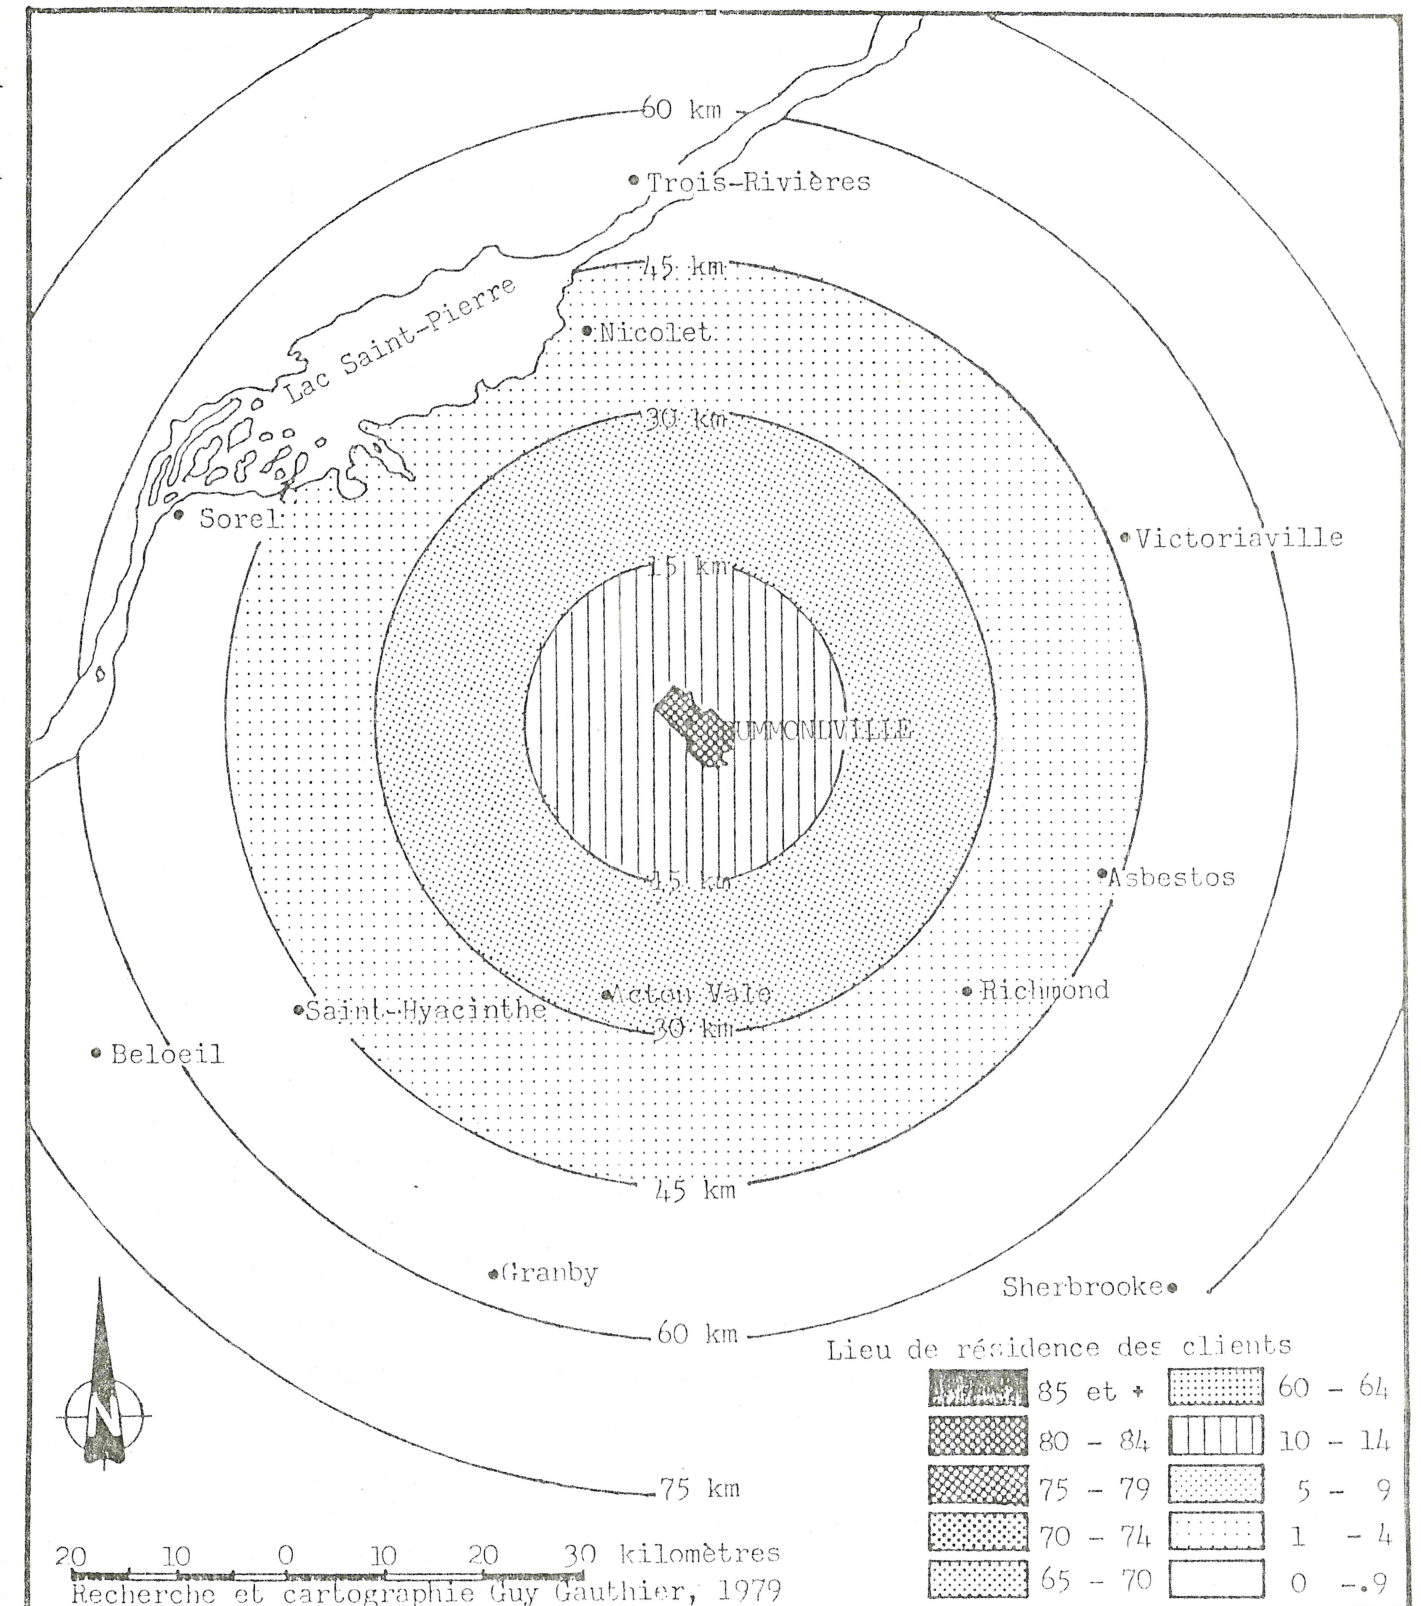 60 km
Trois-Rivières
45 km
Lac Saint-Pierre
Nicolet
30 km
Sorel
Victoriaville
15 km
UMMONDVILLE
15 km
Asbestos
Acton Vale
Richmond
Saint-Hyacinthe
30 km
Beloeil
45 km
Granby
Sherbrooke
60 km
Lieu de résidence des clients
85 et + 60 - 64
80 - 84 10 - 14
75 - 79 5 - 9
70 - 74 1 - 4
65 - 70 0 -.9
N
75 km
20 10 0 10 20 30 kilomètres
Recherche et cartographie Guy Gauthier, 1979